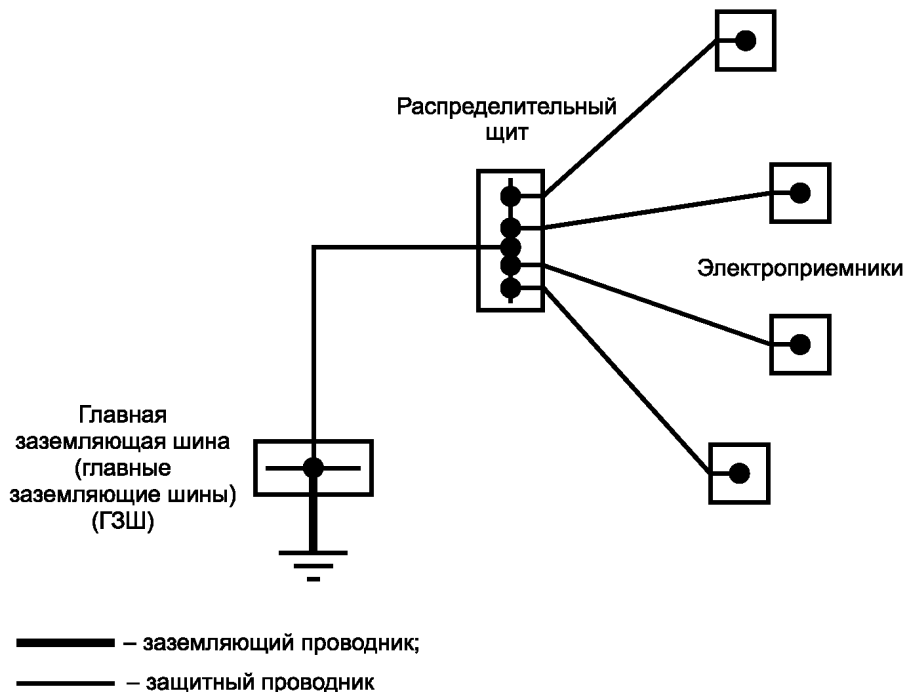 Распределительный
щит
Электроприемники
Главная
заземляющая шина
(главные
заземляющие шины)
(ГЗШ)
– заземляющий проводник;
– защитный проводник